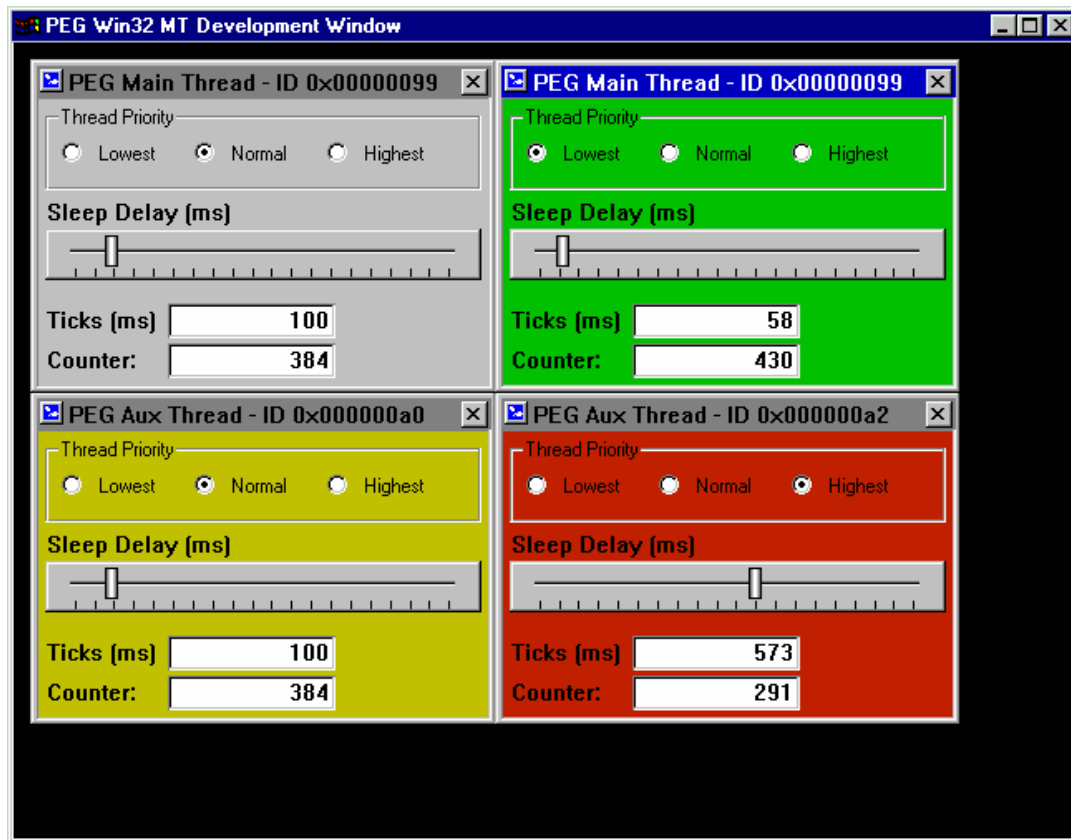 PEG Win32 MT Development Window
PEG Main Thread - ID 0x00000099
Thread Priority
Lowest Normal Highest
Sleep Delay (ms)
Ticks (ms) 100
Counter: 384
PEG Main Thread - ID 0x00000099
Thread Priority
Lowest Normal Highest
Sleep Delay (ms)
Ticks (ms) 58
Counter: 430
PEG Aux Thread - ID 0x000000a0
Thread Priority
Lowest Normal Highest
Sleep Delay (ms)
Ticks (ms) 100
Counter: 384
PEG Aux Thread - ID 0x000000a2
Thread Priority
Lowest Normal Highest
Sleep Delay (ms)
Ticks (ms) 573
Counter: 291